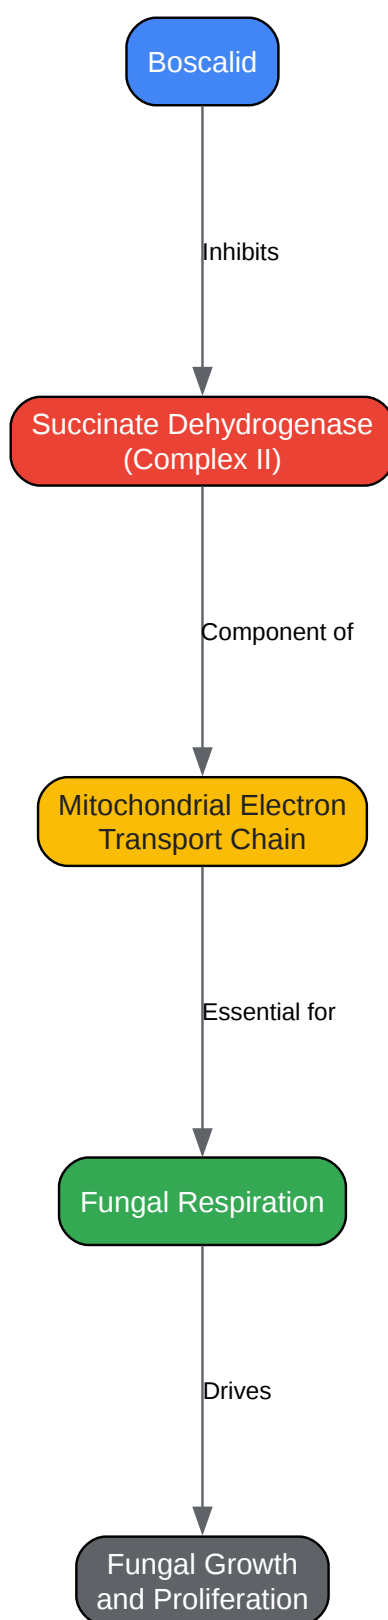 Boscalid
Inhibits
Succinate Dehydrogenase
(Complex II)
Component of
Mitochondrial Electron
Transport Chain
Essential for
Fungal Respiration
Drives
Fungal Growth
and Proliferation